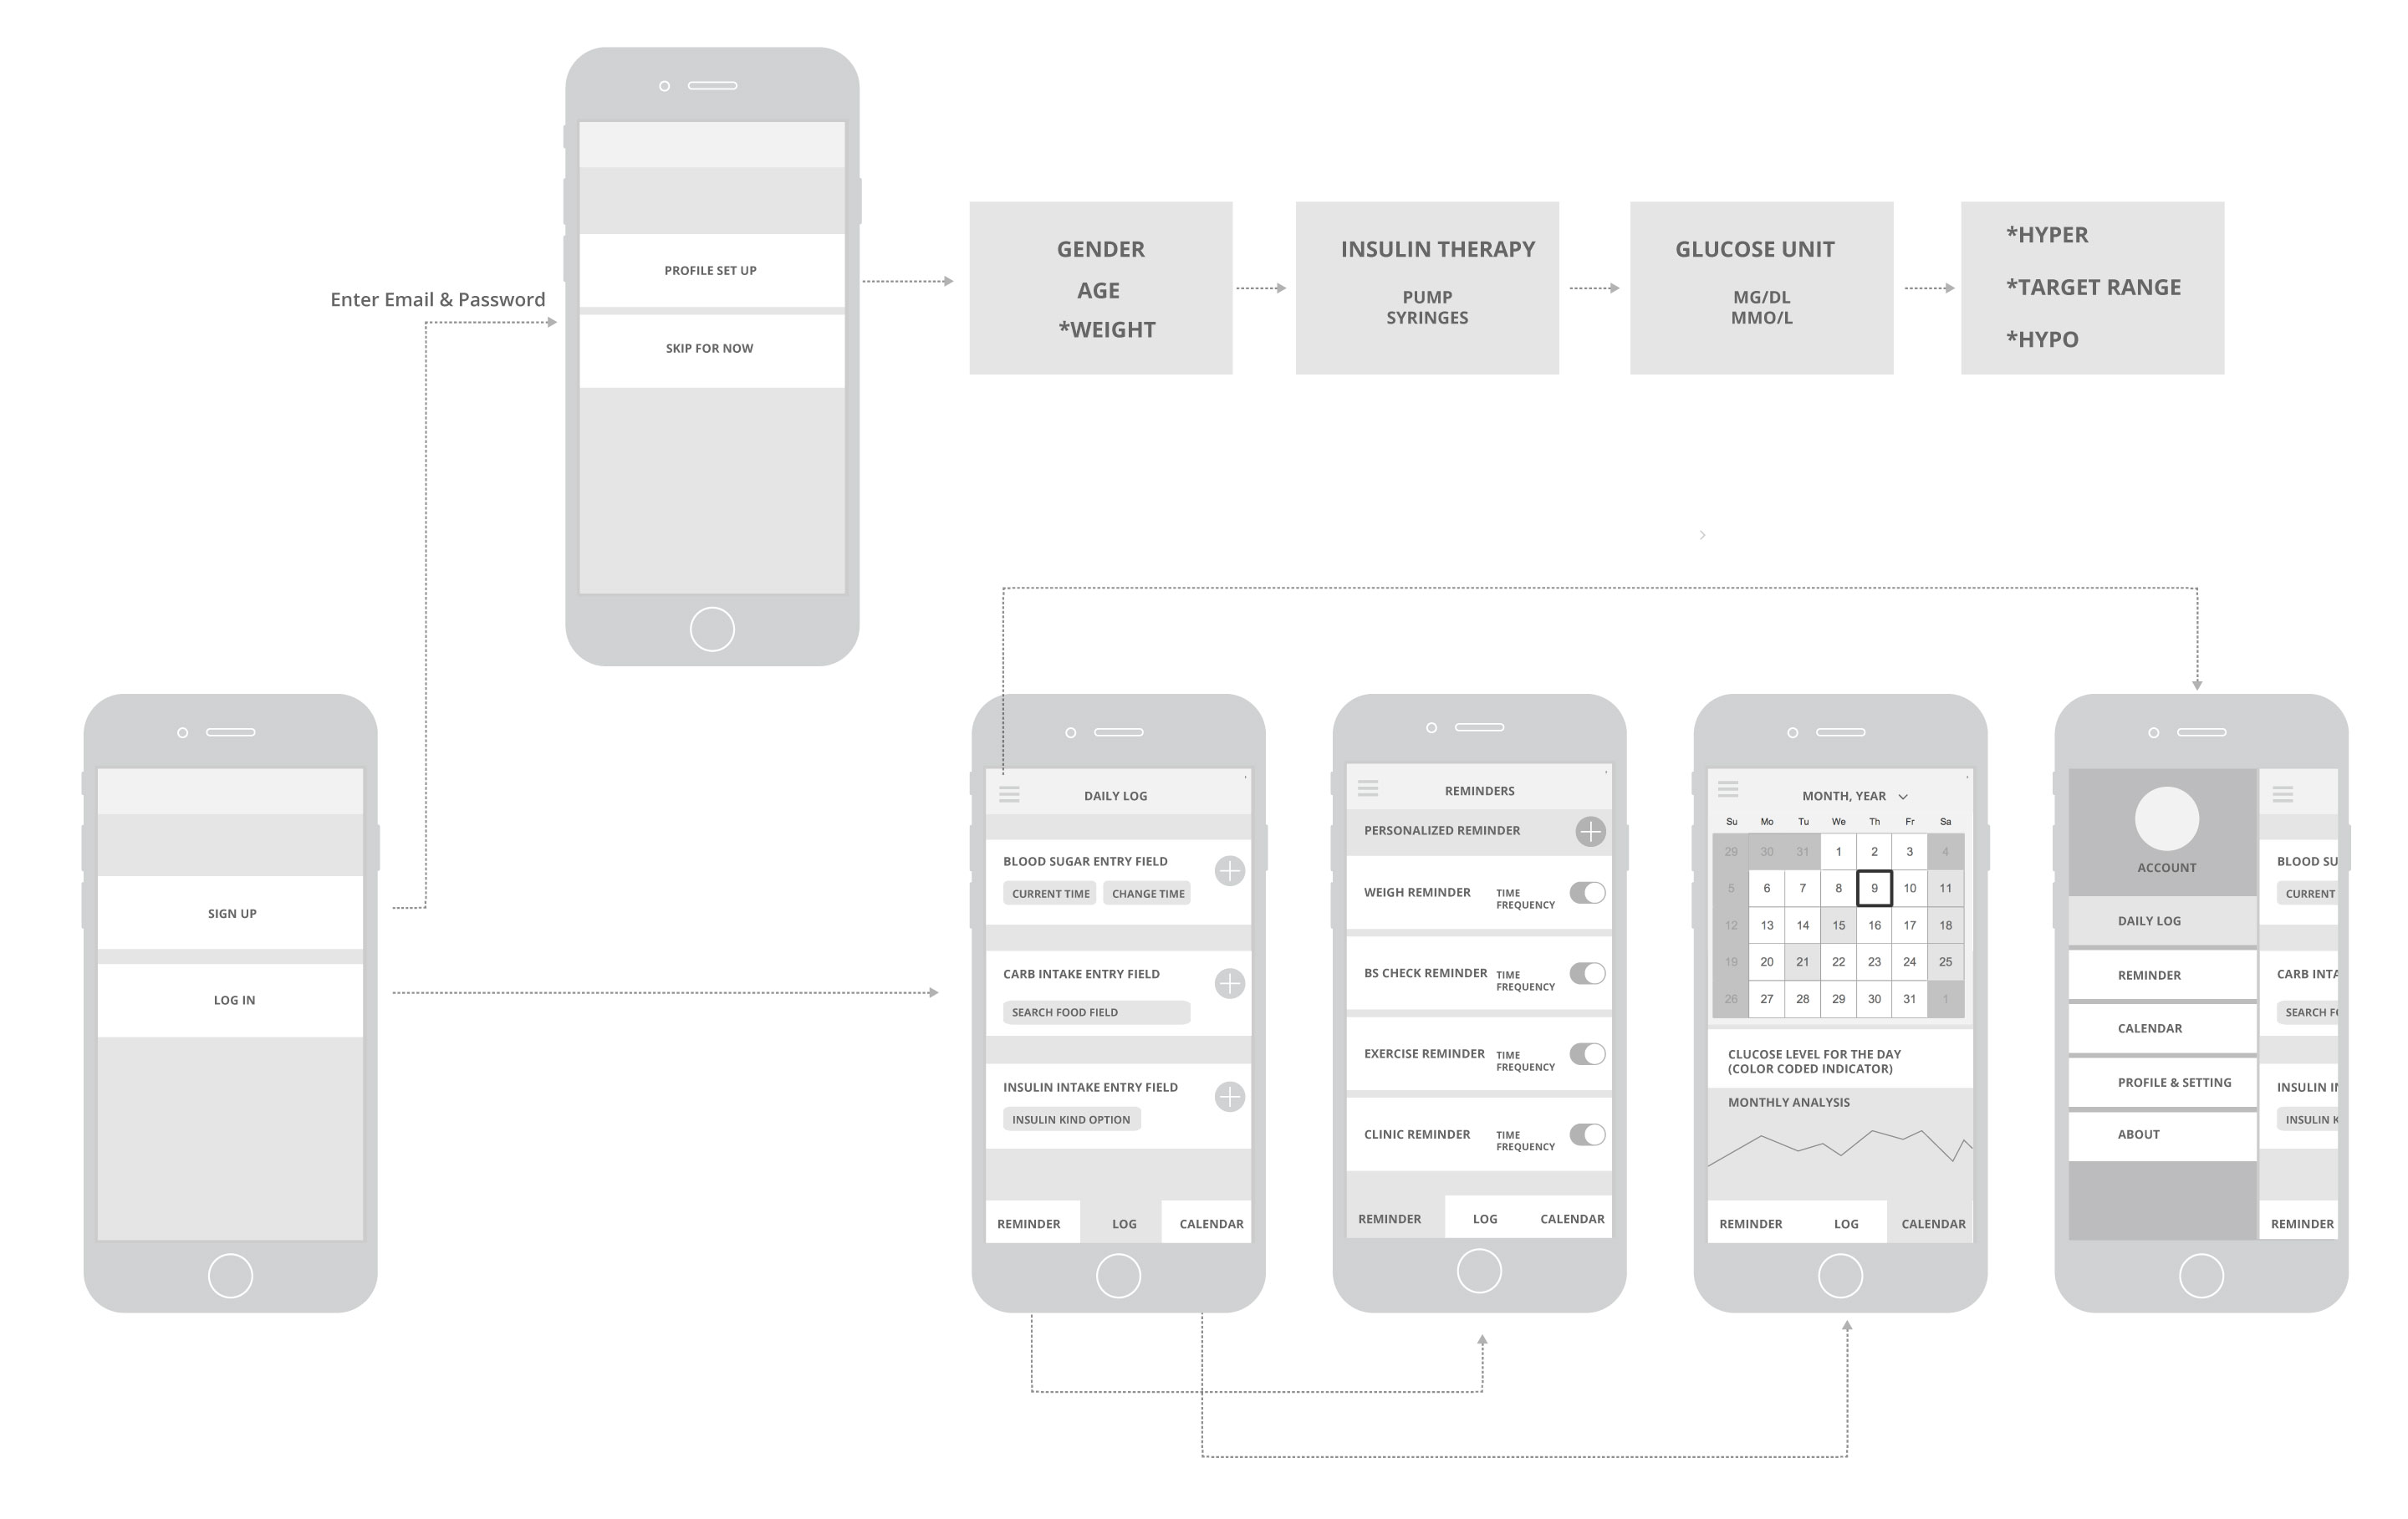 Enter Email & Password
PROFILE SET UP
SKIP FOR NOW
GENDER
AGE
*WEIGHT
INSULIN THERAPY
PUMP
SYRINGES
GLUCOSE UNIT
MG/DL
MMO/L
*HYPER
*TARGET RANGE
*HYPO
SIGN UP
LOG IN
DAILY LOG
BLOOD SUGAR ENTRY FIELD
CURRENT TIME CHANGE TIME
CARB INTAKE ENTRY FIELD
SEARCH FOOD FIELD
INSULIN INTAKE ENTRY FIELD
INSULIN KIND OPTION
REMINDER LOG CALENDAR
REMINDERS
PERSONALIZED REMINDER
WEIGH REMINDER TIME
FREQUENCY
BS CHECK REMINDER TIME
FREQUENCY
EXERCISE REMINDER TIME
FREQUENCY
CLINIC REMINDER TIME
FREQUENCY
REMINDER LOG CALENDAR
MONTH, YEAR
Su Mo Tu We Th Fr Sa
29 30 31 1 2 3 4
5 6 7 8 9 10 11
12 13 14 15 16 17 18
19 20 21 22 23 24 25
26 27 28 29 30 31 1
CLUCOSE LEVEL FOR THE DAY
(COLOR CODED INDICATOR)
MONTHLY ANALYSIS
REMINDER LOG CALENDAR
ACCOUNT
DAILY LOG
REMINDER
CALENDAR
PROFILE & SETTING
ABOUT
BLOOD SU
CURRENT
CARB INTA
SEARCH FO
INSULIN IN
INSULIN K
REMINDER